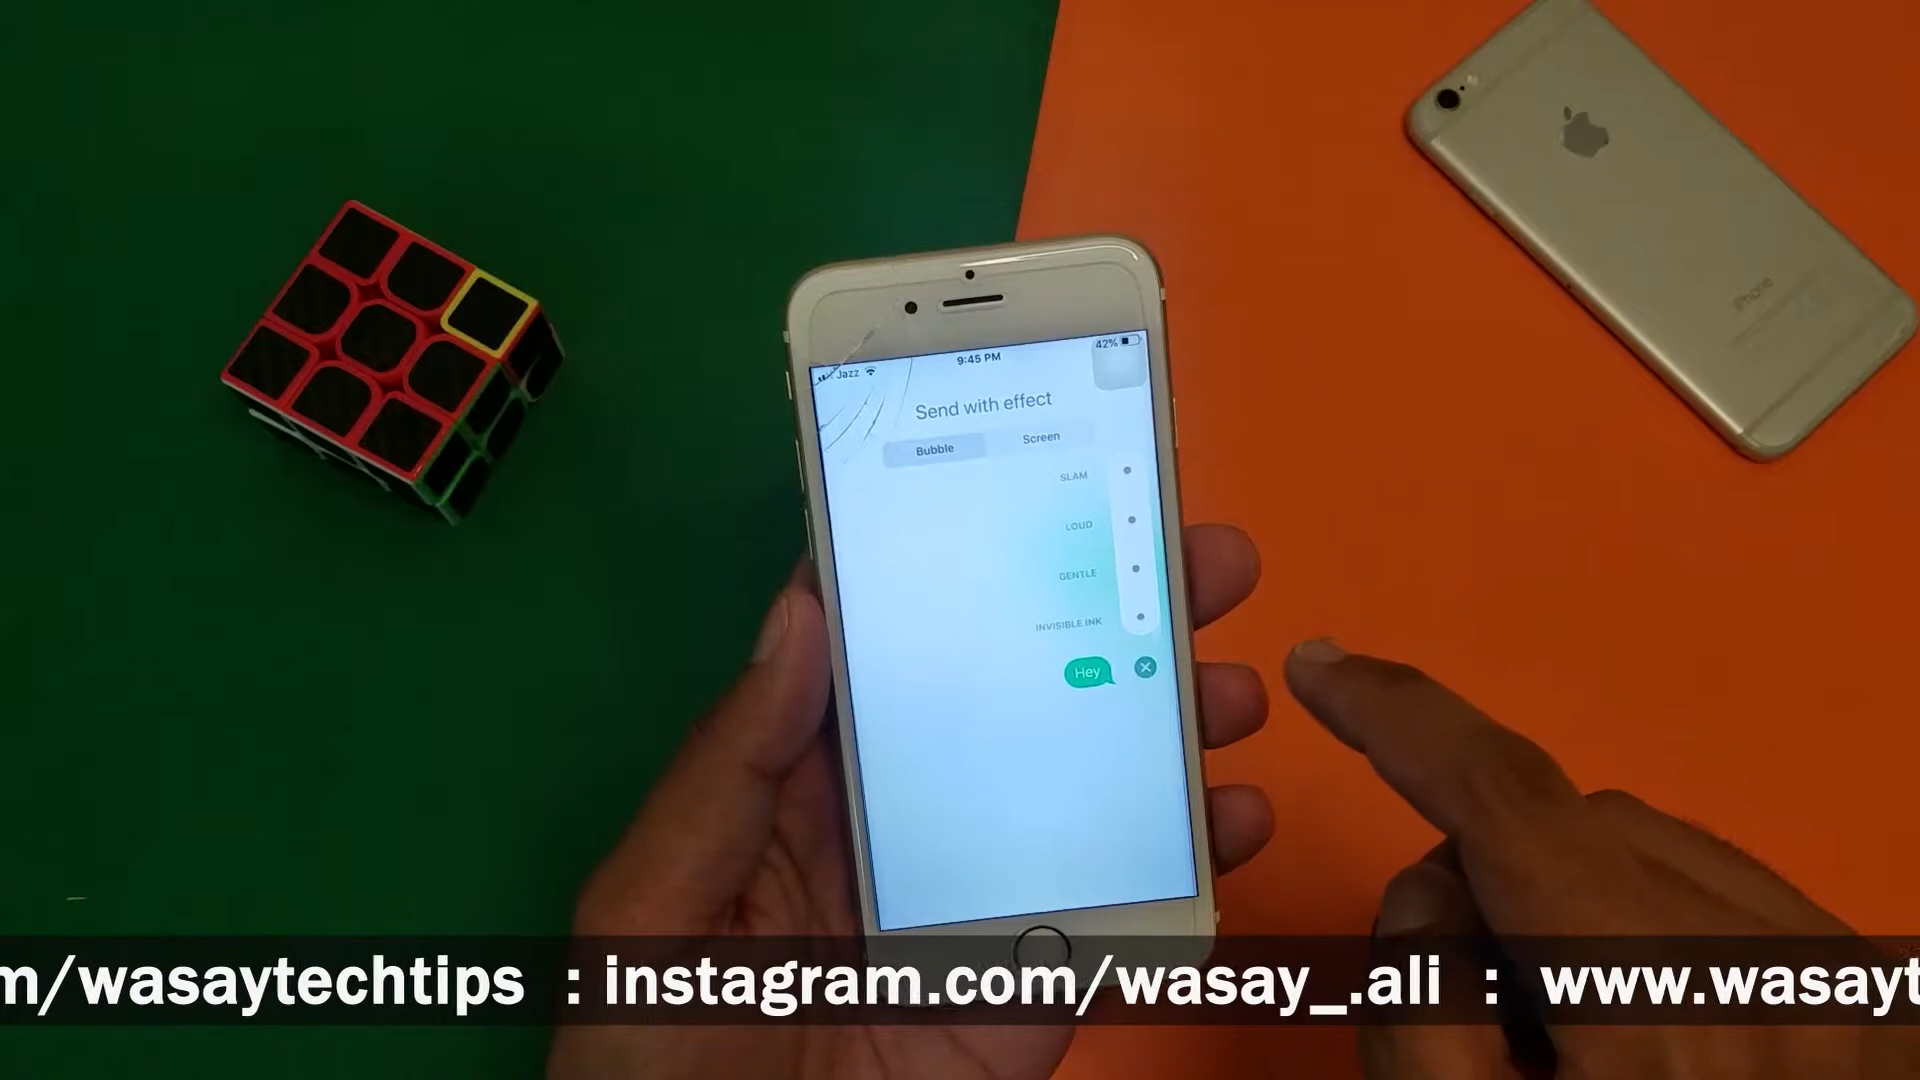 Jazz
9:45 PM
42%
Send with effect
Bubble
Screen
SLAM
LOUD
GENTLE
INVISIBLE INK
Hey
iPhone
m/wasaytechtips : instagram.com/wasay_.ali : www.wasayt